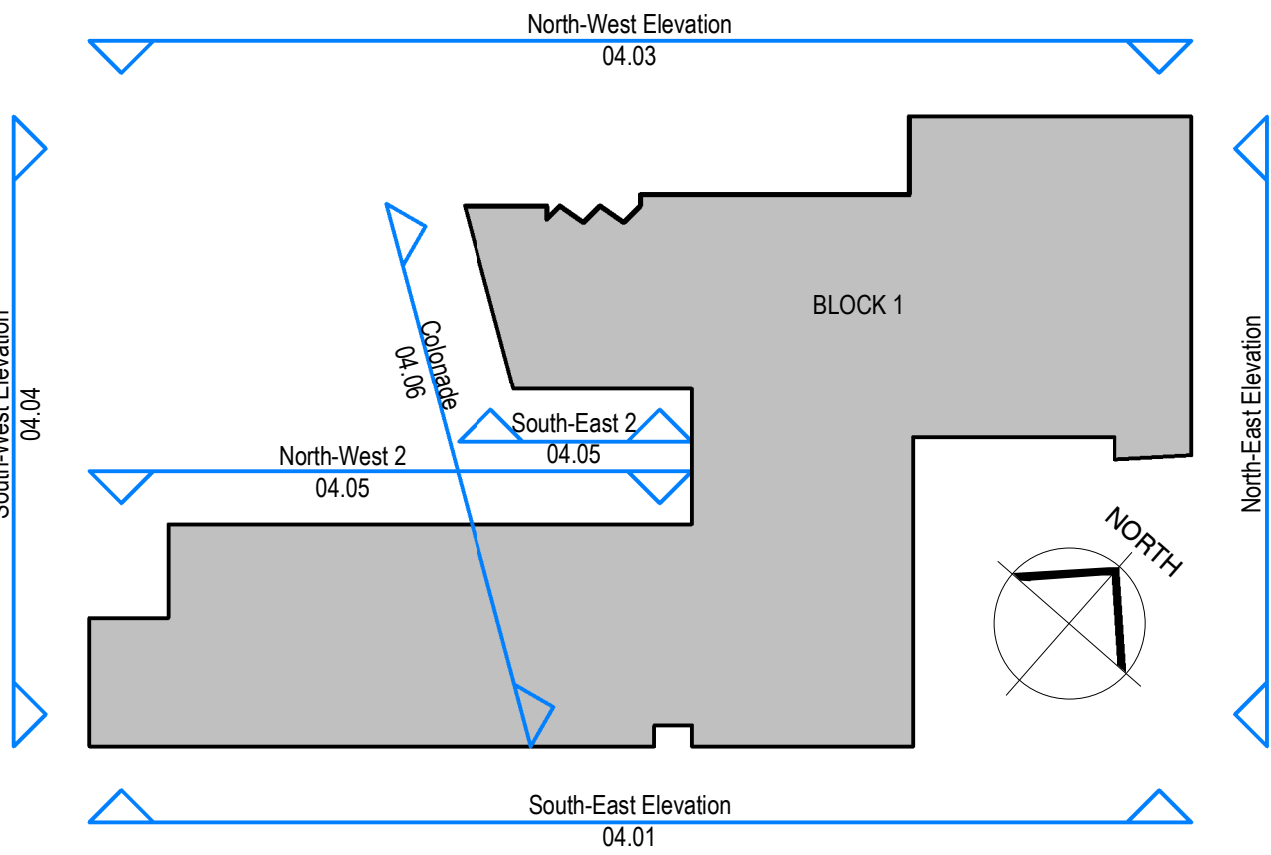 North-West Elevation
04.03
BLOCK 1
Colonade
04.06
South-West Elevation
04.04
South-East 2
04.05
North-West 2
04.05
North-East Elevation
NORTH
South-East Elevation
04.01